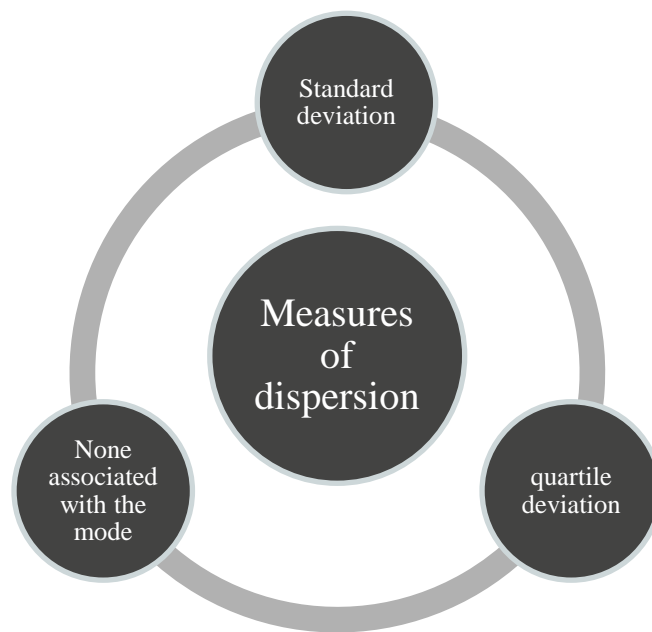 Standard
deviation
Measures
of
dispersion
None
associated
with the
mode
quartile
deviation